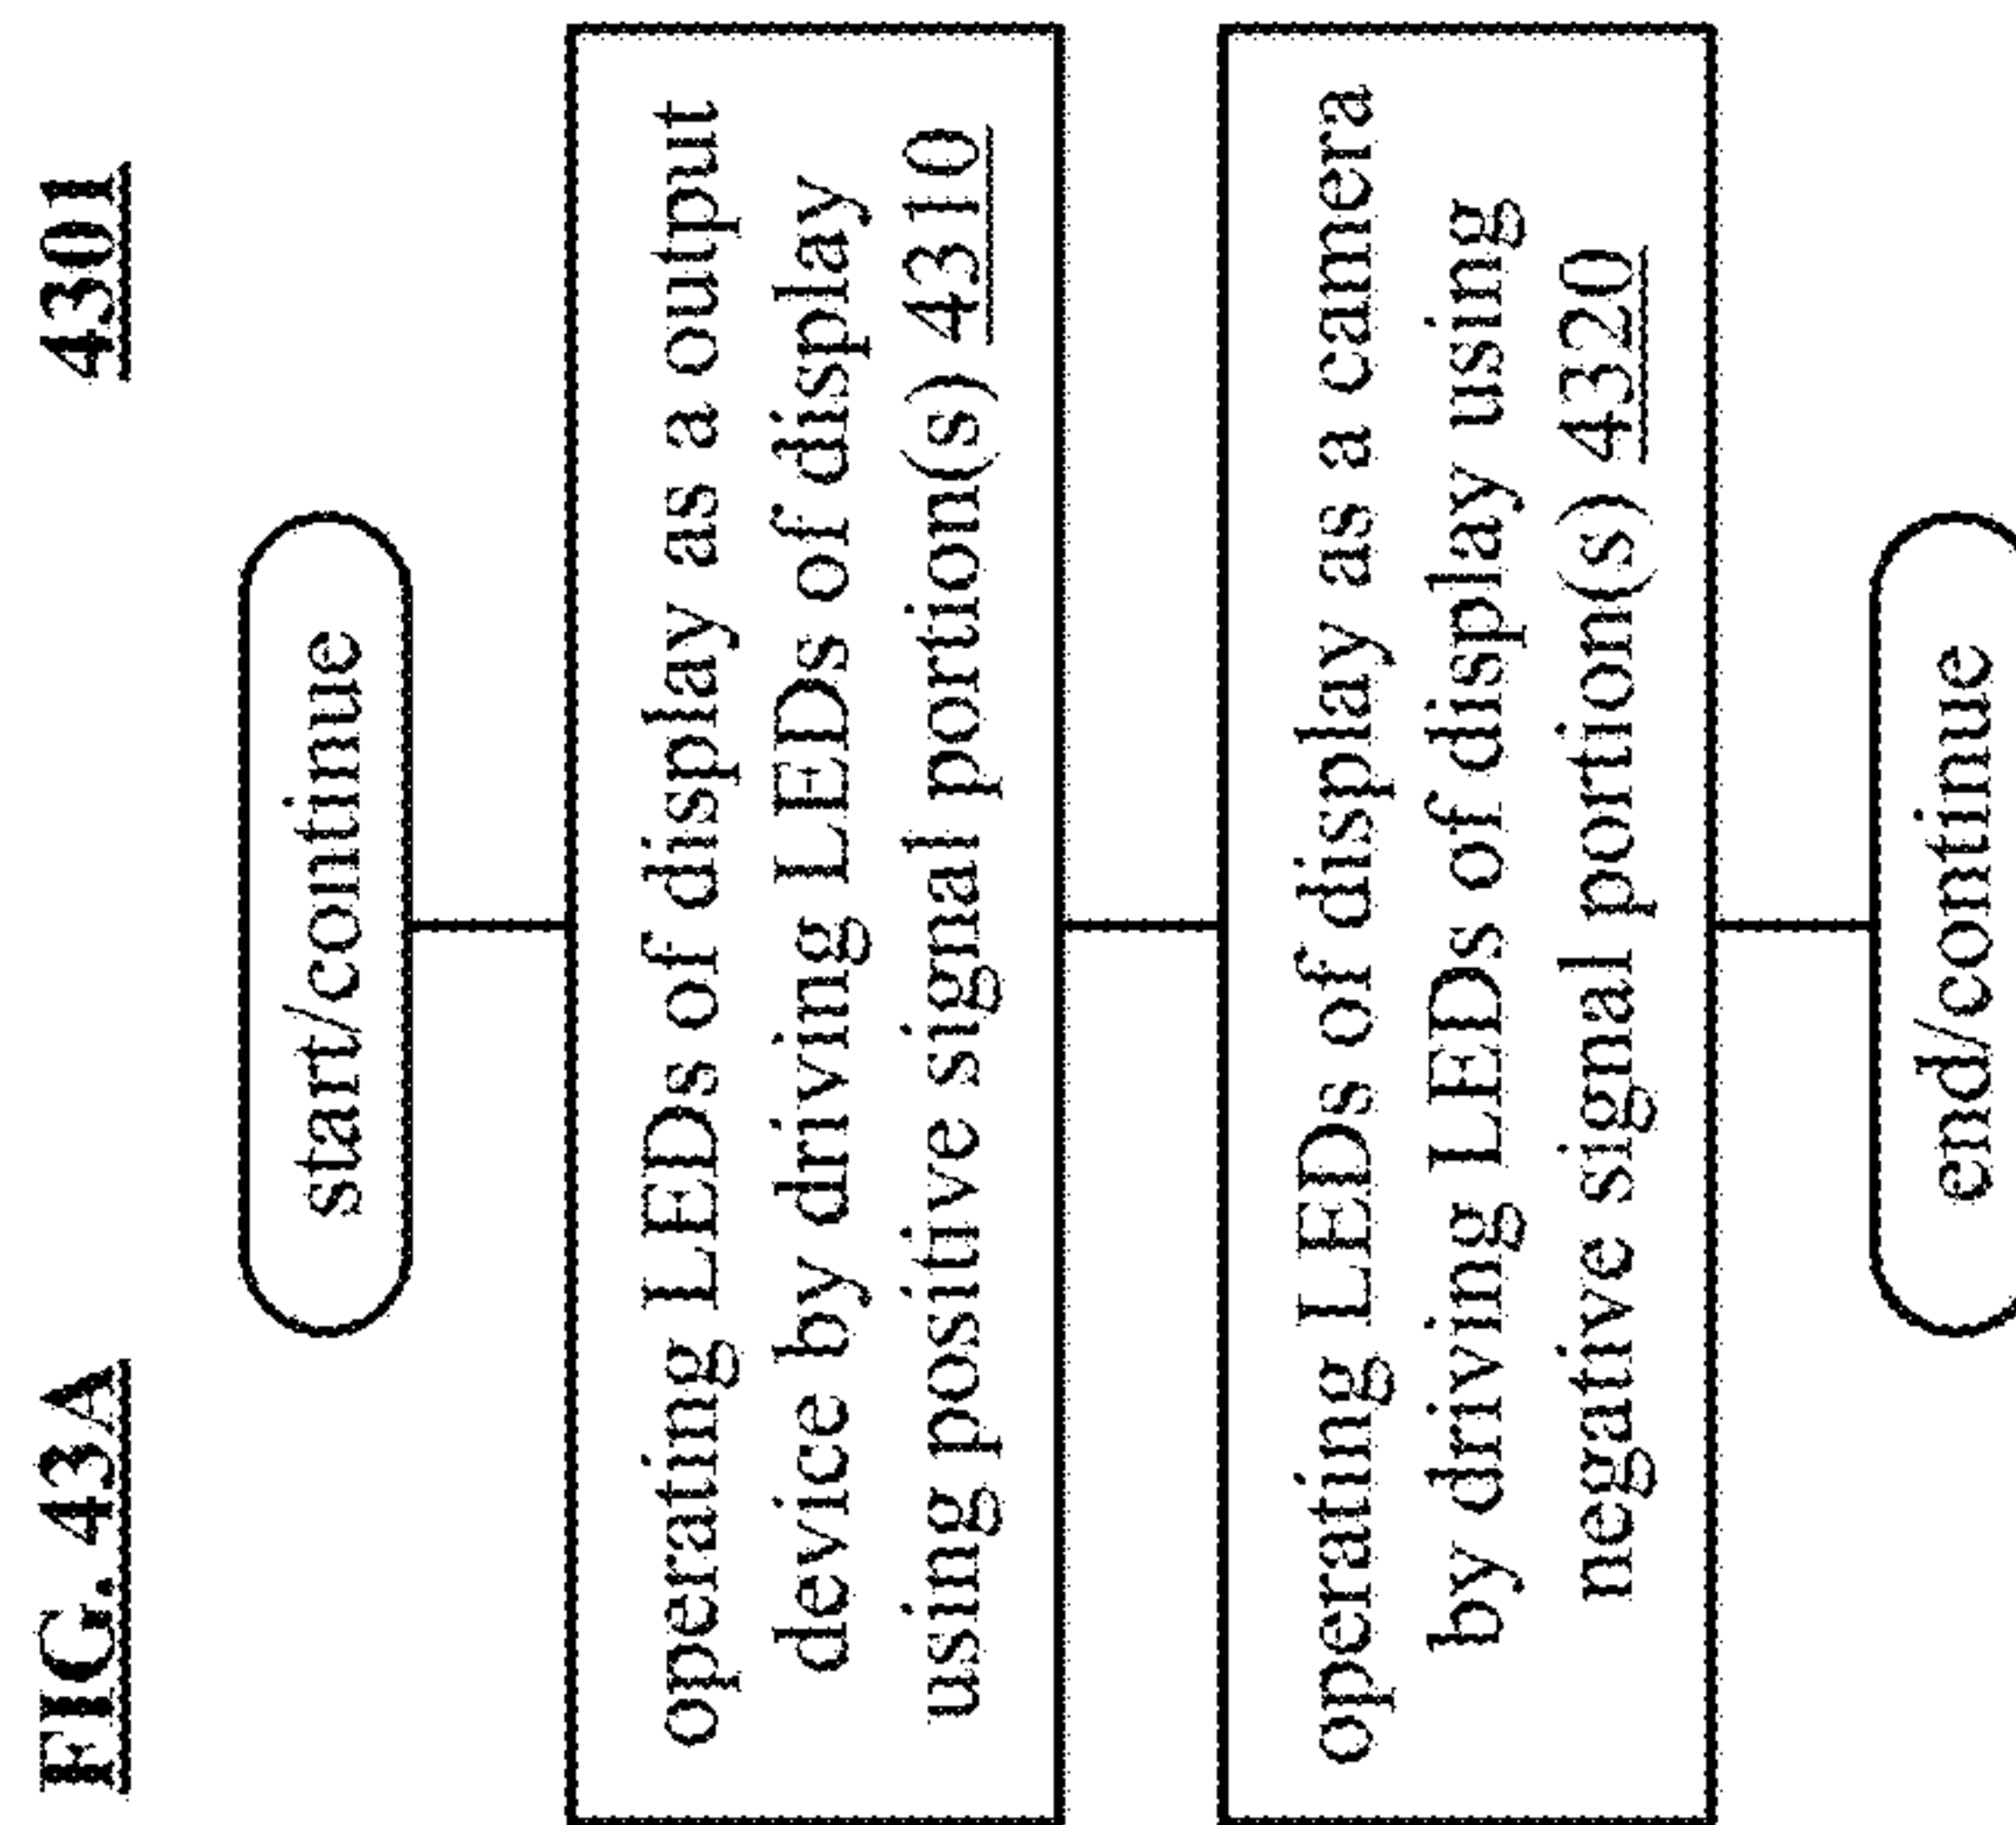 FIG. 43A
4301
start/continue
operating LEDs of display as a output
device by driving LEDs of display
using positive signal portion(s) 4310
operating LEDs of display as a camera
by driving LEDs of display using
negative signal portion(s) 4320
end/continue